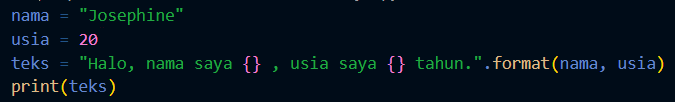 nama = "Josephine"
usia = 20
teks = "Halo, nama saya {} , usia saya {} tahun.".format(nama, usia)
print(teks)